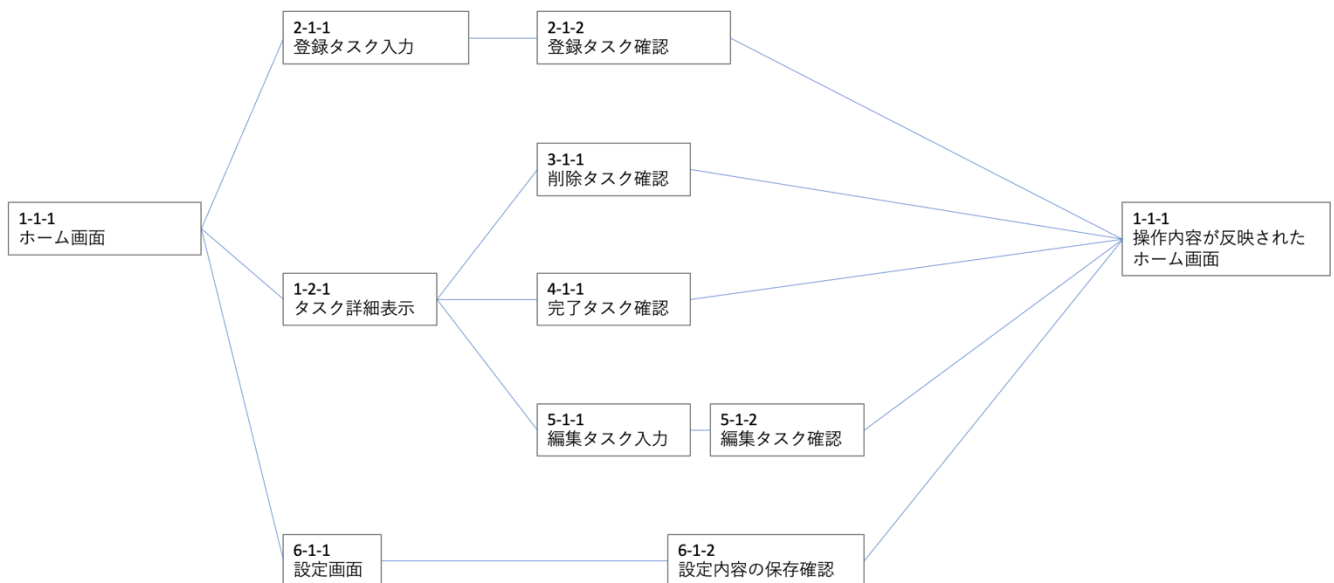 2-1-1
登録タスク入力
2-1-2
登録タスク確認
3-1-1
削除タスク確認
1-1-1
ホーム画面
1-1-1
操作内容が反映された
ホーム画面
1-2-1
タスク詳細表示
4-1-1
完了タスク確認
5-1-1
編集タスク入力
5-1-2
編集タスク確認
6-1-1
設定画面
6-1-2
設定内容の保存確認